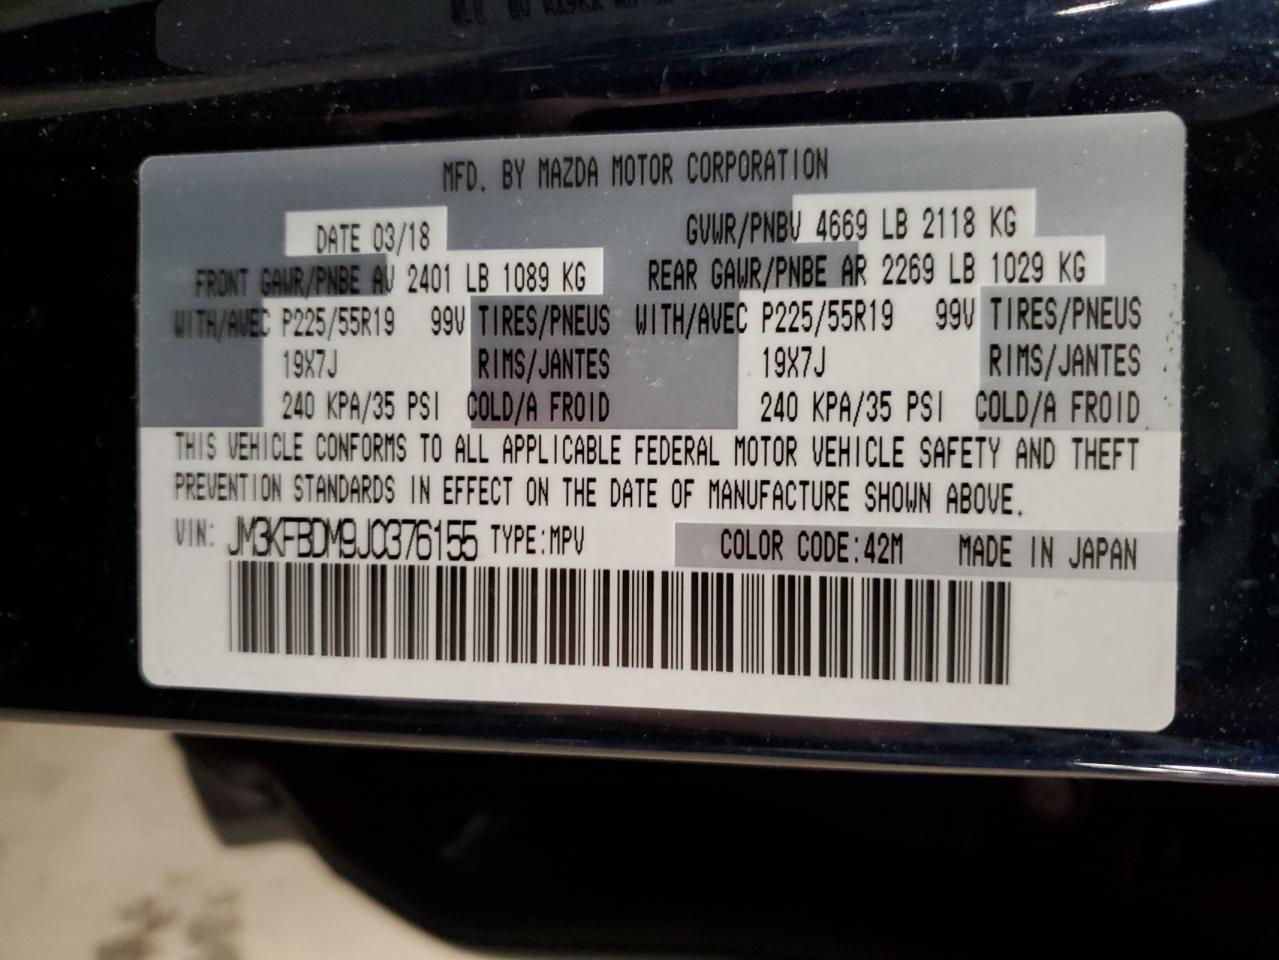 MFD. BY MAZDA MOTOR CORPORATION
DATE 03/18 GVWR/PNBV 4669 LB 2118 KG
FRONT GAWR/PNBE AV 2401 LB 1089 KG REAR GAWR/PNBE AR 2269 LB 1029 KG
WITH/AVEC P225/55R19 99V TIRES/PNEUS WITH/AVEC P225/55R19 99V TIRES/PNEUS
19X7J RIMS/JANTES 19X7J RIMS/JANTES
240 KPA/35 PSI COLD/A FROID 240 KPA/35 PSI COLD/A FROID
THIS VEHICLE CONFORMS TO ALL APPLICABLE FEDERAL MOTOR VEHICLE SAFETY AND THEFT
PREVENTION STANDARDS IN EFFECT ON THE DATE OF MANUFACTURE SHOWN ABOVE.
VIN: JM3KFBDM9J0376155 TYPE:MPV COLOR CODE:42M MADE IN JAPAN